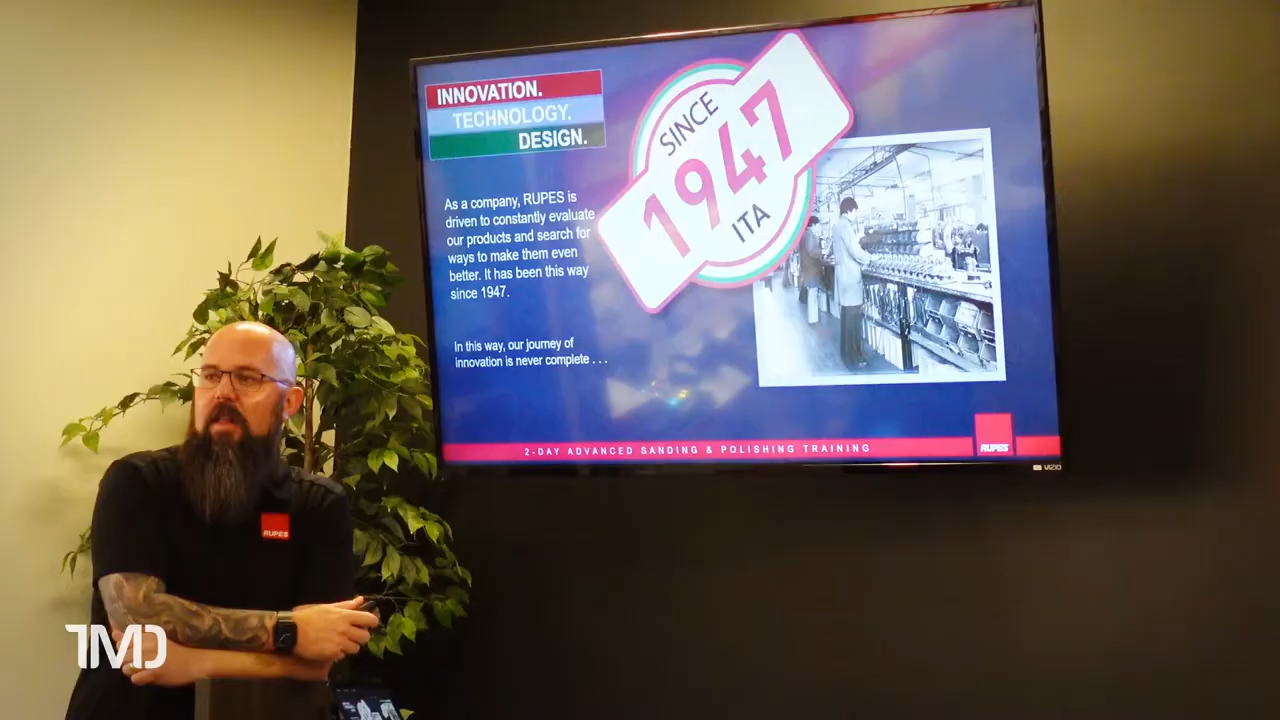 INNOVATION.
TECHNOLOGY.
DESIGN.
SINCE
1947
ITA
As a company, RUPES is
driven to constantly evaluate
our products and search for
ways to make them even
better. It has been this way
since 1947.
In this way, our journey of
innovation is never complete . . .
2-DAY ADVANCED SANDING & POLISHING TRAINING
RUPES
VIZIO
RUPES
TMD